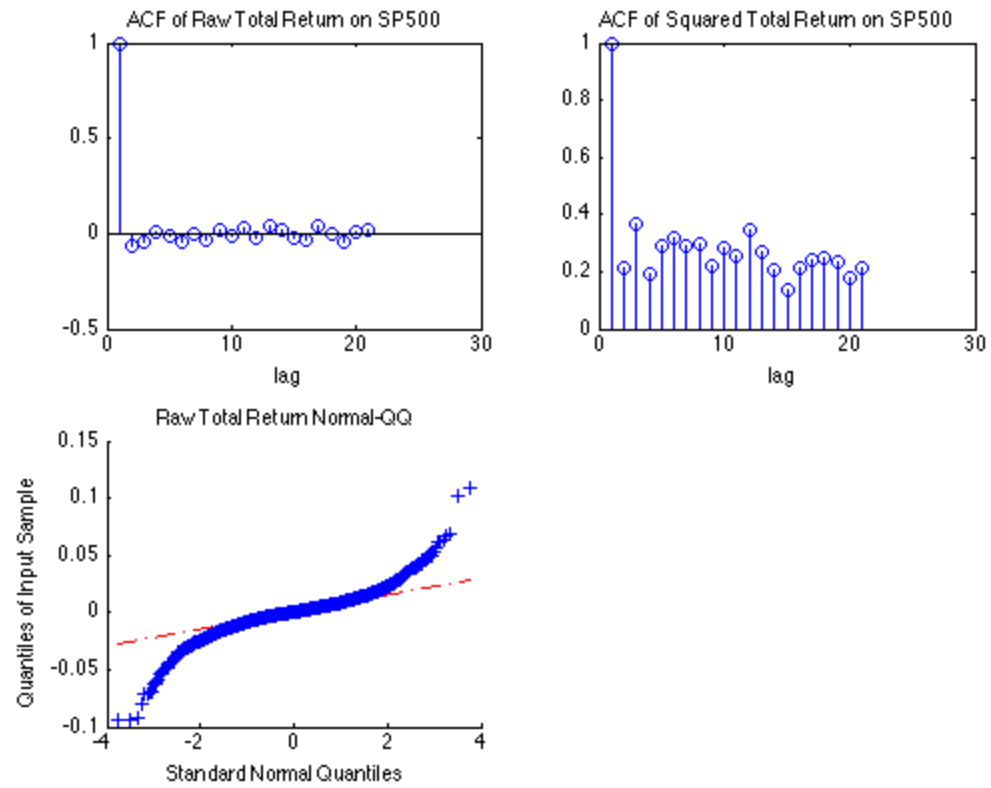 ACF of Raw Total Return on SP500
1
0.5
0
-0.5
0 10 20 30
lag
ACF of Squared Total Return on SP500
1
0.8
0.6
0.4
0.2
0
0 10 20 30
lag
Raw Total Return Normal-QQ
Quantiles of Input Sample
0.15
0.1
0.05
0
-0.05
-0.1
-4 -2 0 2 4
Standard Normal Quantiles